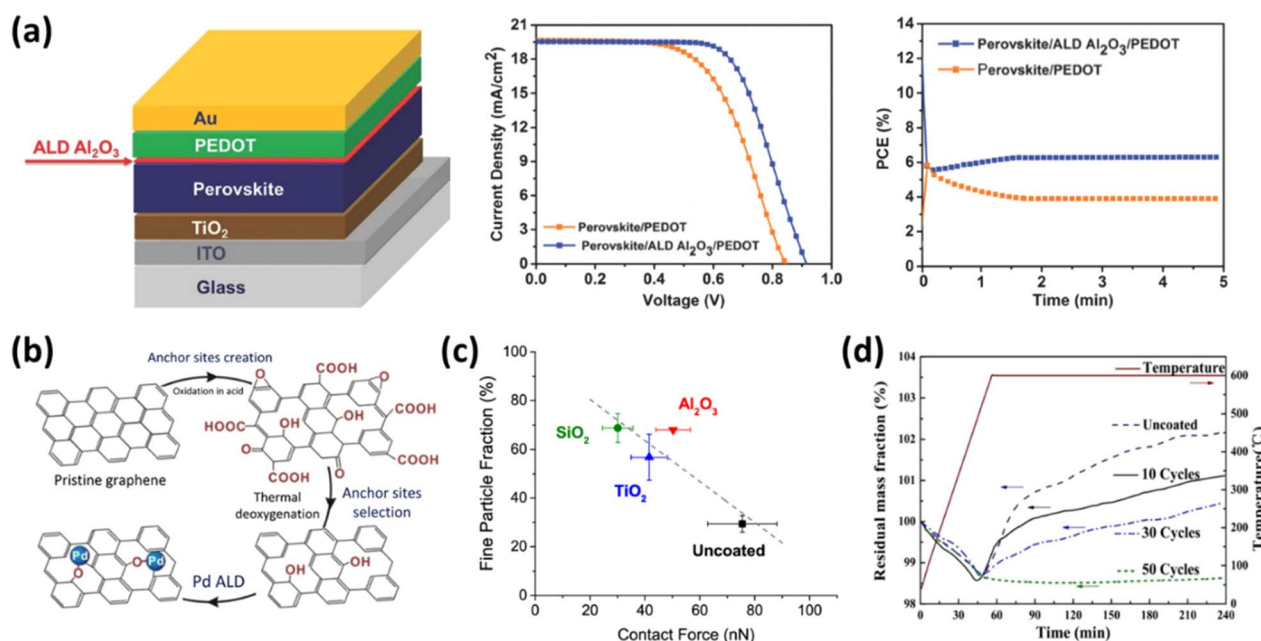 (a)
Au
PEDOT
ALD Al₂O₃
Perovskite
TiO₂
ITO
Glass
Current Density (mA/cm²)
30
27
24
21
18
15
12
9
6
3
0
Perovskite/PEDOT
Perovskite/ALD Al₂O₃/PEDOT
0.0 0.2 0.4 0.6 0.8 1.0
Voltage (V)
PCE (%)
14
12
10
8
6
4
2
0
Perovskite/ALD Al₂O₃/PEDOT
Perovskite/PEDOT
0 1 2 3 4 5
Time (min)
(b)
Anchor sites creation
Oxidation in acid
Pristine graphene
O
COOH
O
COOH
HOOC
OH
OH
COOH
O
O
COOH
COOH
Thermal
deoxygenation
Anchor sites
selection
OH
OH
Pd ALD
Pd
O
O
Pd
(c)
Fine Particle Fraction (%)
100
80
60
40
20
0
SiO₂
Al₂O₃
TiO₂
Uncoated
0 20 40 60 80 100
Contact Force (nN)
(d)
Residual mass fraction (%)
104
103
102
101
100
99
98
Temperature
Uncoated
10 Cycles
30 Cycles
50 Cycles
600
500
400
300
200
100
0
Temperature(℃)
0 30 60 90 120 150 180 210 240
Time (min)